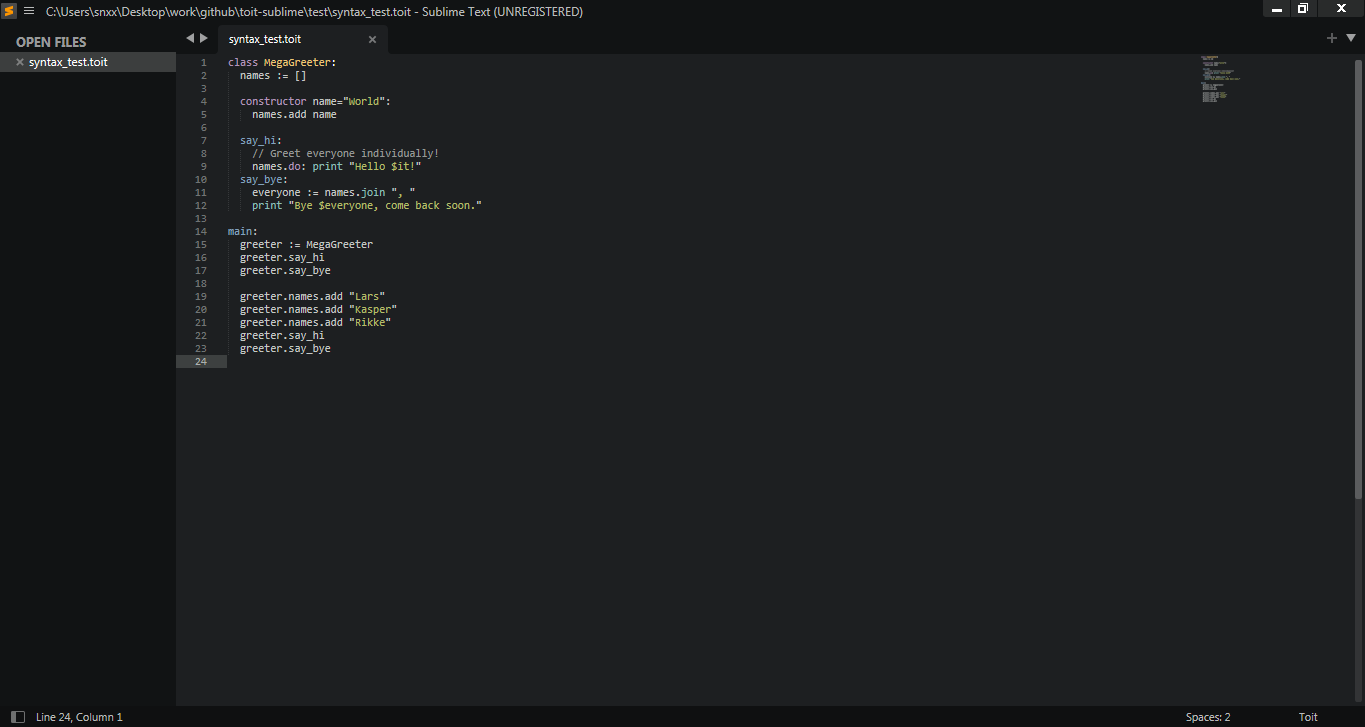 C:\Users\snxx\Desktop\work\github\toit-sublime\test\syntax_test.toit - Sublime Text (UNREGISTERED)
OPEN FILES
syntax_test.toit
syntax_test.toit
1 class MegaGreeter:
2   names := []
3
4   constructor name="World":
5     names.add name
6
7   say_hi:
8     // Greet everyone individually!
9     names.do: print "Hello $it!"
10   say_bye:
11     everyone := names.join ", "
12     print "Bye $everyone, come back soon."
13
14 main:
15   greeter := MegaGreeter
16   greeter.say_hi
17   greeter.say_bye
18
19   greeter.names.add "Lars"
20   greeter.names.add "Kasper"
21   greeter.names.add "Rikke"
22   greeter.say_hi
23   greeter.say_bye
24
Line 24, Column 1
Spaces: 2
Toit